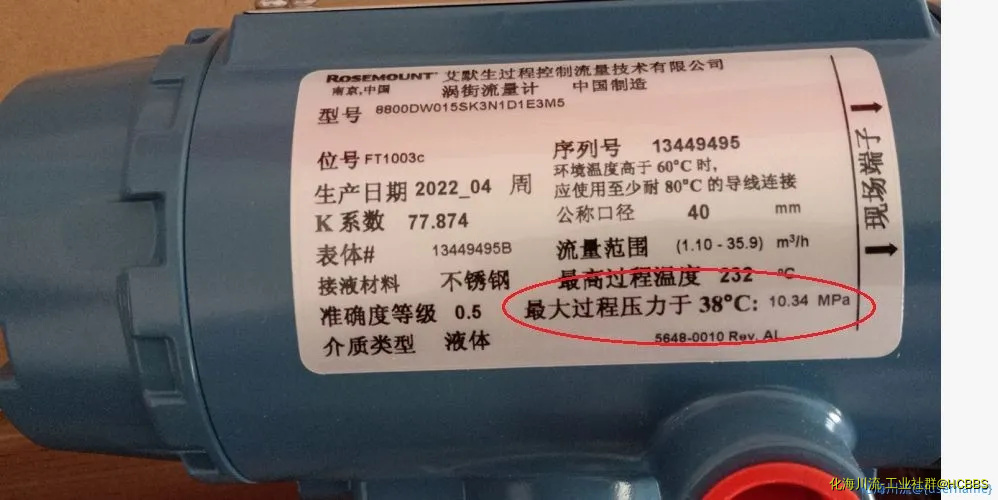 ROSEMOUNT 艾默生过程控制流量技术有限公司
南京,中国 涡街流量计 中国制造
型号 8800DW015SK3N1D1E3M5
位号 FT1003c
序列号 13449495
环境温度高于 60°C 时,
应使用至少耐 80°C 的导线连接
生产日期 2022_04 周
K 系数 77.874
公称口径 40 mm
表体# 13449495B
流量范围 (1.10 - 35.9) m³/h
接液材料 不锈钢
最高过程温度 232 °C
准确度等级 0.5
最大过程压力于 38°C: 10.34 MPa
介质类型 液体
5648-0010 Rev. AL
现场端子
化海川流-工业社群@HCBBS